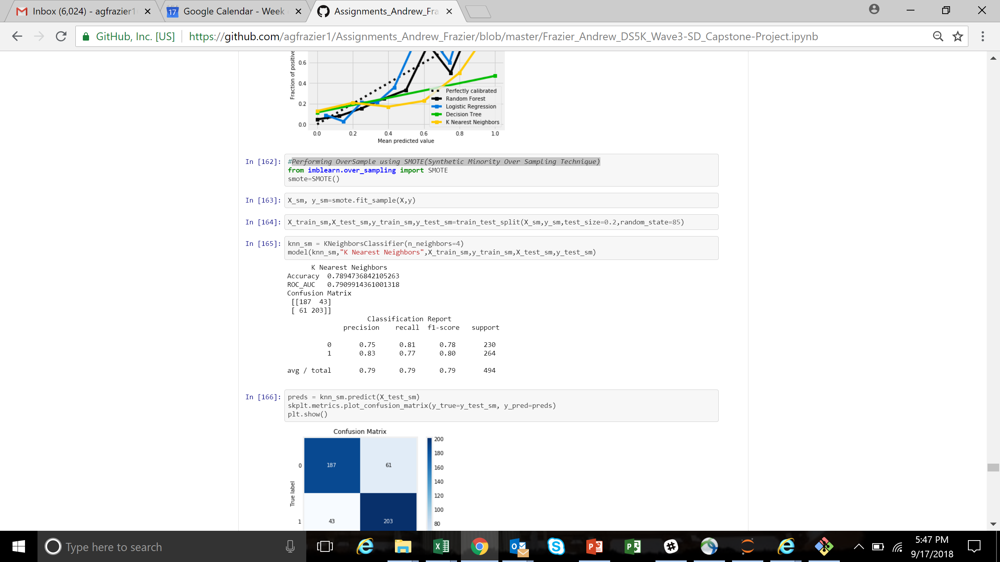 Inbox (6,024) - agfrazier1
Google Calendar - Week
Assignments_Andrew_Fra
GitHub, Inc. [US]
https://github.com/agfrazier1/Assignments_Andrew_Frazier/blob/master/Frazier_Andrew_DS5K_Wave3-SD_Capstone-Project.ipynb
Fraction of positive
0.6
0.4
0.2
0.0
Perfectly calibrated
Random Forest
Logistic Regression
Decision Tree
K Nearest Neighbors
0.0 0.2 0.4 0.6 0.8 1.0
Mean predicted value
In [162]: #Performing OverSample using SMOTE(Synthetic Minority Over Sampling Technique)
from imblearn.over_sampling import SMOTE
smote=SMOTE()
In [163]: X_sm, y_sm=smote.fit_sample(X,y)
In [164]: X_train_sm,X_test_sm,y_train_sm,y_test_sm=train_test_split(X_sm,y_sm,test_size=0.2,random_state=85)
In [165]: knn_sm = KNeighborsClassifier(n_neighbors=4)
model(knn_sm,"K Nearest Neighbors",X_train_sm,y_train_sm,X_test_sm,y_test_sm)
K Nearest Neighbors
Accuracy 0.7894736842105263
ROC_AUC 0.7909914361001318
Confusion Matrix
[[187 43]
[ 61 203]]
Classification Report
precision recall f1-score support
0 0.75 0.81 0.78 230
1 0.83 0.77 0.80 264
avg / total 0.79 0.79 0.79 494
In [166]: preds = knn_sm.predict(X_test_sm)
skplt.metrics.plot_confusion_matrix(y_true=y_test_sm, y_pred=preds)
plt.show()
Confusion Matrix
True label
0 187 61
1 43 203
200
180
160
140
120
100
80
Type here to search
5:47 PM
9/17/2018